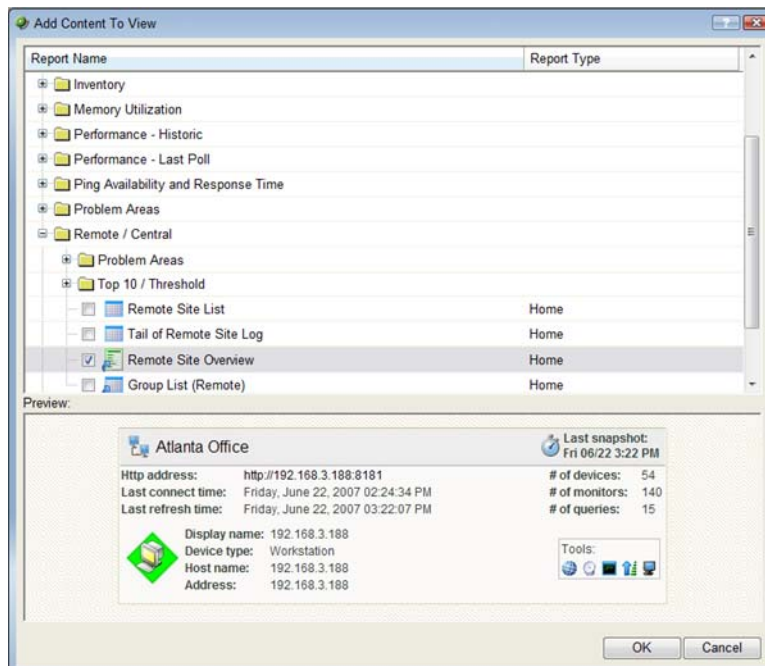 Add Content To View
Report Name Report Type
Inventory
Memory Utilization
Performance - Historic
Performance - Last Poll
Ping Availability and Response Time
Problem Areas
Remote / Central
Problem Areas
Top 10 / Threshold
Remote Site List Home
Tail of Remote Site Log Home
Remote Site Overview Home
Group List (Remote) Home
Preview:
Atlanta Office
Last snapshot:
Fri 06/22 3:22 PM
Http address: http://192.168.3.188:8181
Last connect time: Friday, June 22, 2007 02:24:34 PM
Last refresh time: Friday, June 22, 2007 03:22:07 PM
# of devices: 54
# of monitors: 140
# of queries: 15
Display name: 192.168.3.188
Device type: Workstation
Host name: 192.168.3.188
Address: 192.168.3.188
Tools:
OK Cancel